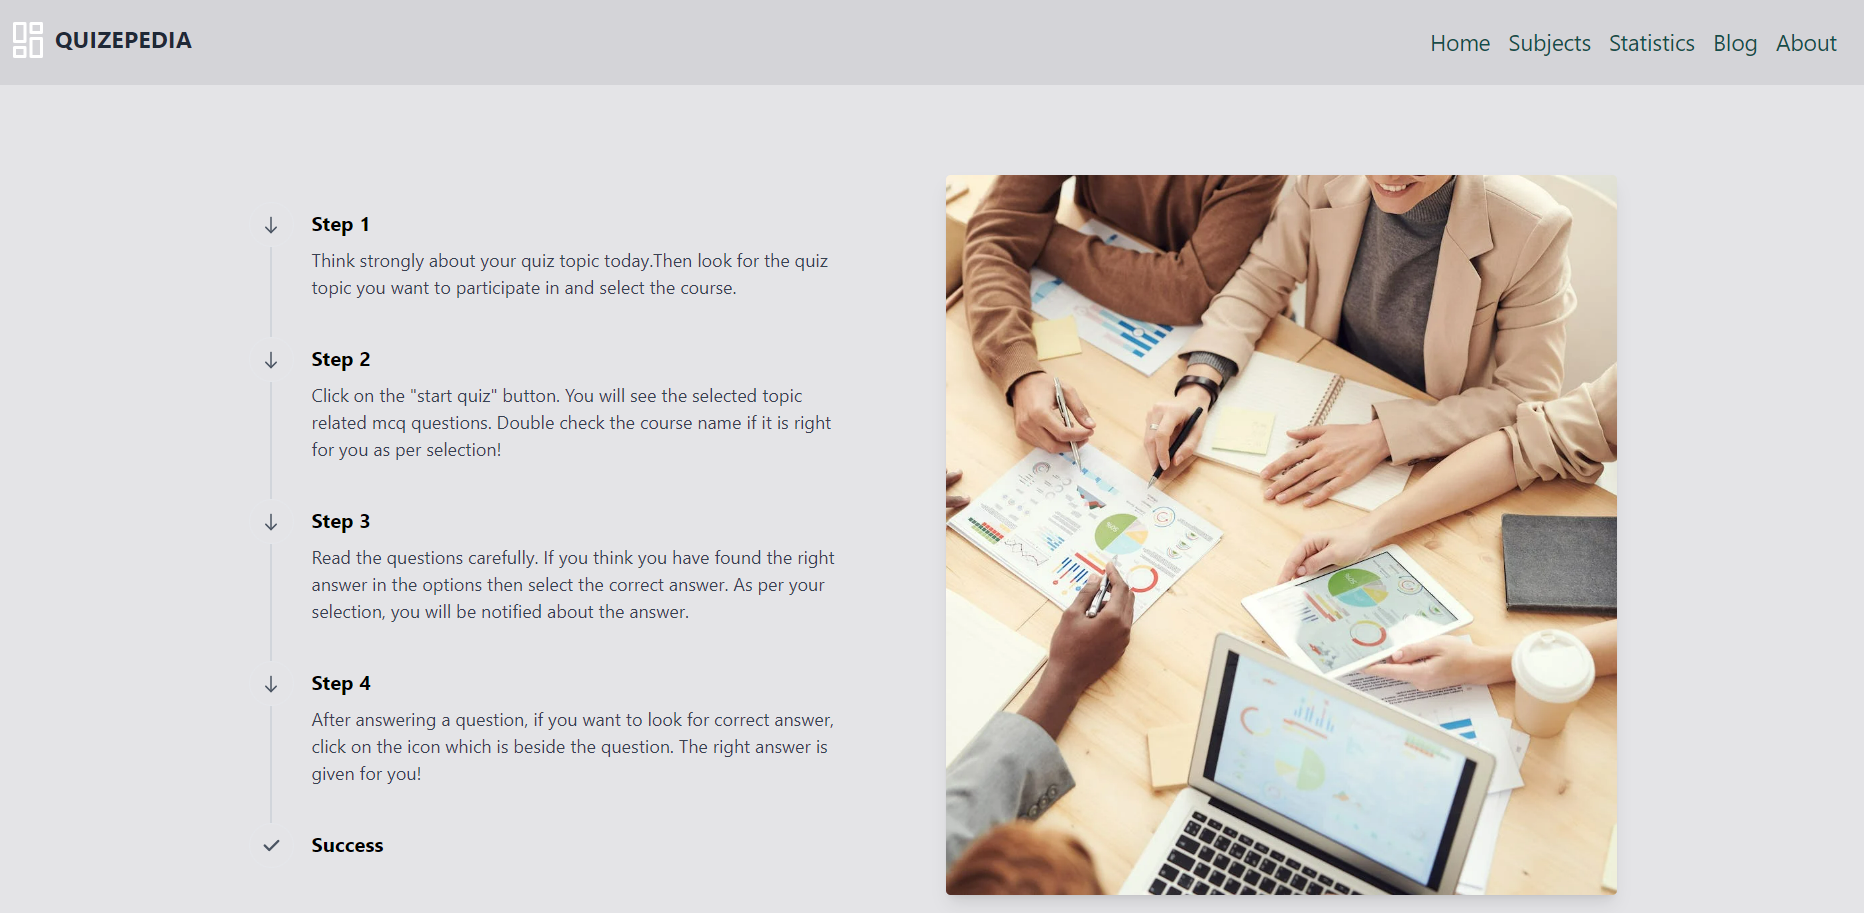 QUIZEPEDIA
Home Subjects Statistics Blog About
Step 1
Think strongly about your quiz topic today.Then look for the quiz
topic you want to participate in and select the course.
Step 2
Click on the "start quiz" button. You will see the selected topic
related mcq questions. Double check the course name if it is right
for you as per selection!
Step 3
Read the questions carefully. If you think you have found the right
answer in the options then select the correct answer. As per your
selection, you will be notified about the answer.
Step 4
After answering a question, if you want to look for correct answer,
click on the icon which is beside the question. The right answer is
given for you!
Success